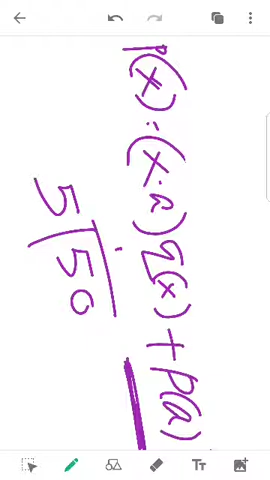 p(x) = (x-a) q(x) + p(a)
5 | 50